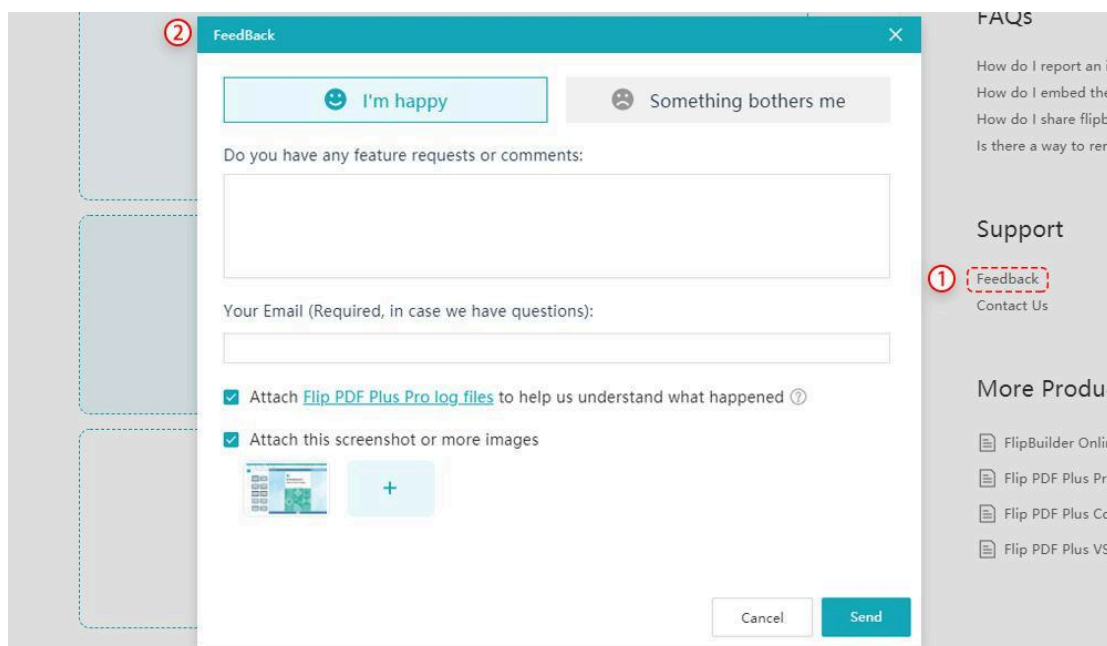 ②
FeedBack
I'm happy
Something bothers me
Do you have any feature requests or comments:
Your Email (Required, in case we have questions):
Attach Flip PDF Plus Pro log files to help us understand what happened ?
Attach this screenshot or more images
+
Cancel
Send
FAQs
How do I report an
How do I embed the
How do I share flipb
Is there a way to
Support
①
Feedback
Contact Us
More Produ
FlipBuilder Onli
Flip PDF Plus Pr
Flip PDF Plus Co
Flip PDF Plus VS